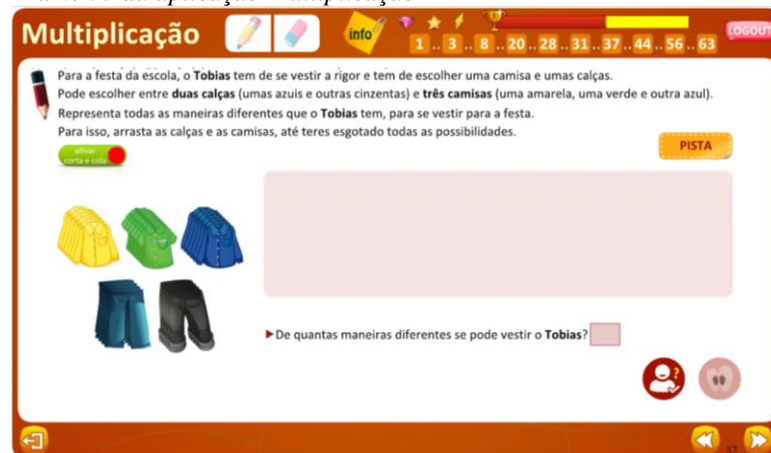 Multiplicação
info
1 .. 3 .. 8 .. 20 .. 28 .. 31 .. 37 .. 44 .. 56 .. 63
LOGOUT
Para a festa da escola, o Tobias tem de se vestir a rigor e tem de escolher uma camisa e umas calças.
Pode escolher entre duas calças (umas azuis e outras cinzentas) e três camisas (uma amarela, uma verde e outra azul).
Representa todas as maneiras diferentes que o Tobias tem, para se vestir para a festa.
Para isso, arrasta as calças e as camisas, até teres esgotado todas as possibilidades.
ativar
corta e cola
PISTA
De quantas maneiras diferentes se pode vestir o Tobias?
?
37